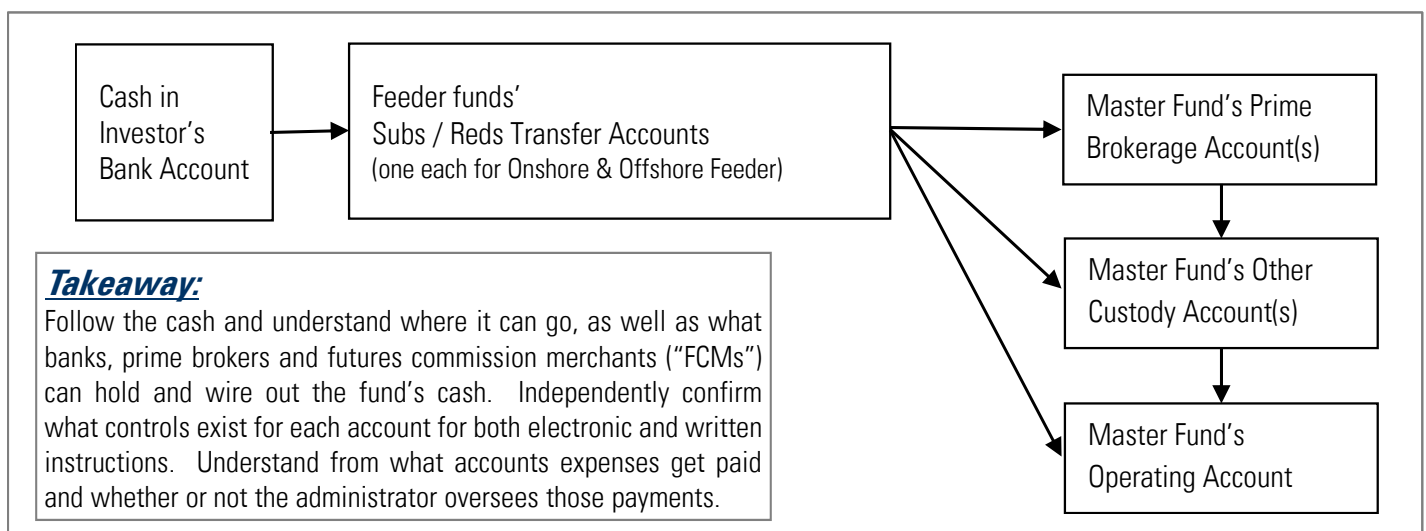 Cash in
Investor's
Bank Account
Feeder funds'
Subs / Reds Transfer Accounts
(one each for Onshore & Offshore Feeder)
Master Fund's Prime
Brokerage Account(s)
Master Fund's Other
Custody Account(s)
Master Fund's
Operating Account
Takeaway:
Follow the cash and understand where it can go, as well as what
banks, prime brokers and futures commission merchants (“FCMs”)
can hold and wire out the fund's cash. Independently confirm
what controls exist for each account for both electronic and written
instructions. Understand from what accounts expenses get paid
and whether or not the administrator oversees those payments.